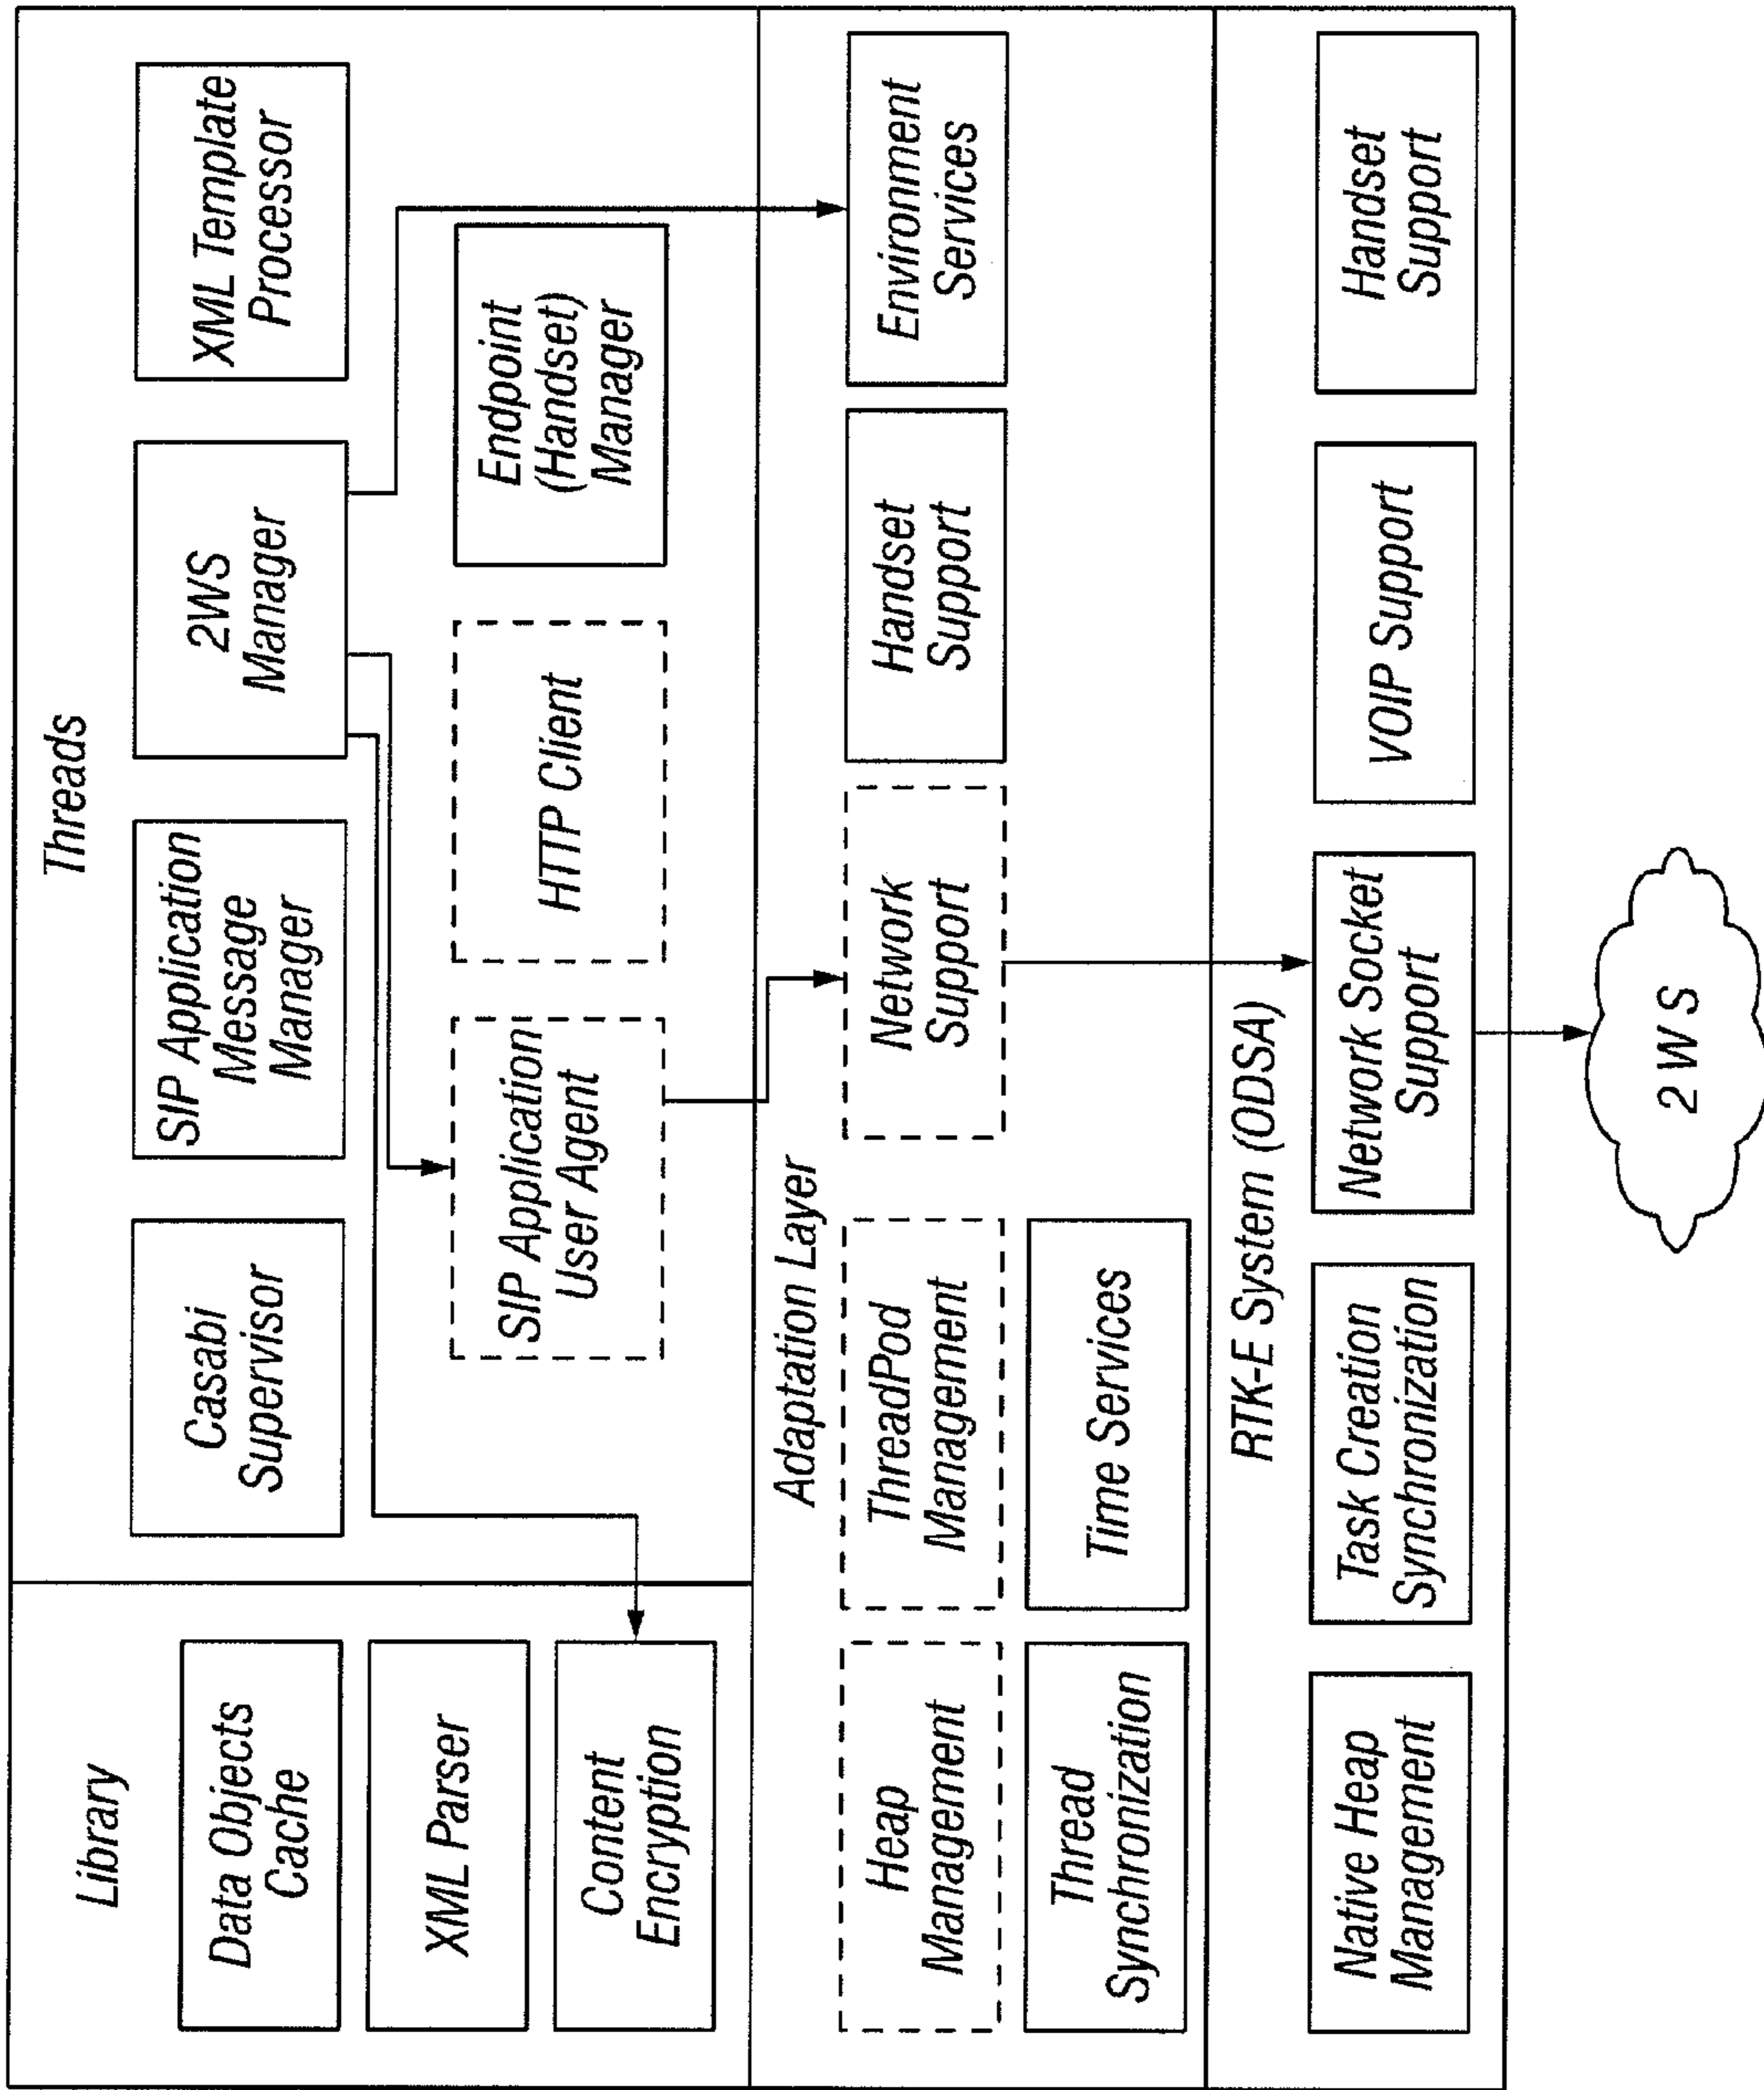 Library
Data Objects
Cache
XML Parser
Content
Encryption
Threads
Casabi
Supervisor
SIP Application
Message
Manager
2WS
Manager
XML Template
Processor
SIP Application
User Agent
HTTP Client
Endpoint
(Handset)
Manager
Adaptation Layer
Heap
Management
ThreadPod
Management
Network
Support
Handset
Support
Environment
Services
Thread
Synchronization
Time Services
RTK-E System (ODSA)
Native Heap
Management
Task Creation
Synchronization
Network Socket
Support
VOIP Support
Handset
Support
2 W S